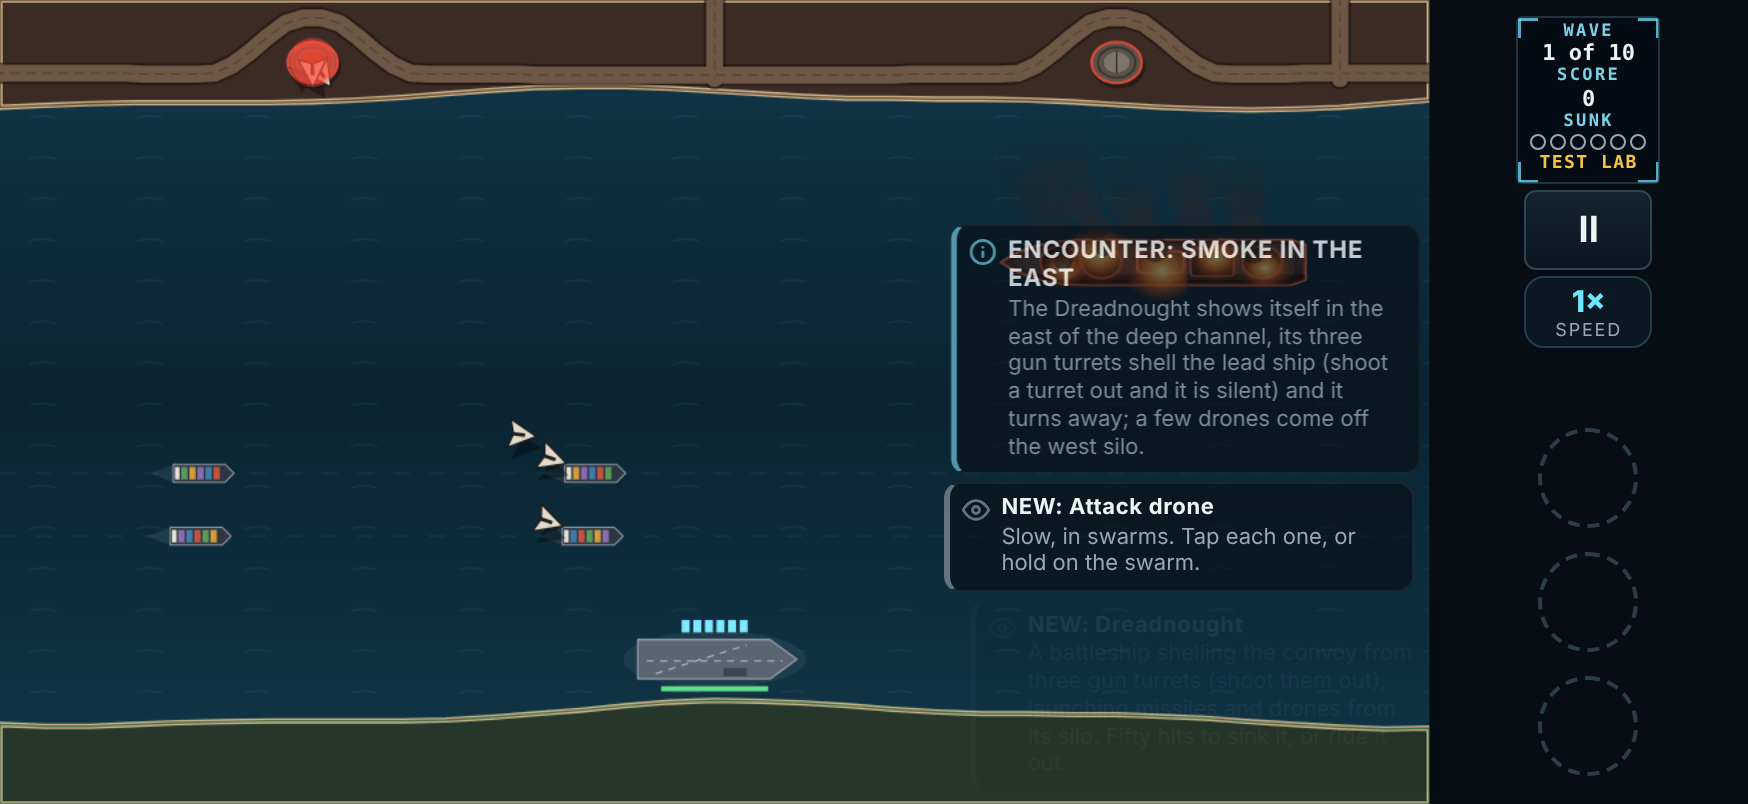 WAVE
1 of 10
SCORE
0
SUNK
TEST LAB
1×
SPEED
ENCOUNTER: SMOKE IN THE
EAST
The Dreadnought shows itself in the
east of the deep channel, its three
gun turrets shell the lead ship (shoot
a turret out and it is silent) and it
turns away; a few drones come off
the west silo.
NEW: Attack drone
Slow, in swarms. Tap each one, or
hold on the swarm.
NEW: Dreadnought
A battleship shelling the convoy from
three gun turrets (shoot them out),
launching missiles and drones from
its silo. Fifty hits to sink it, or ride it
out.